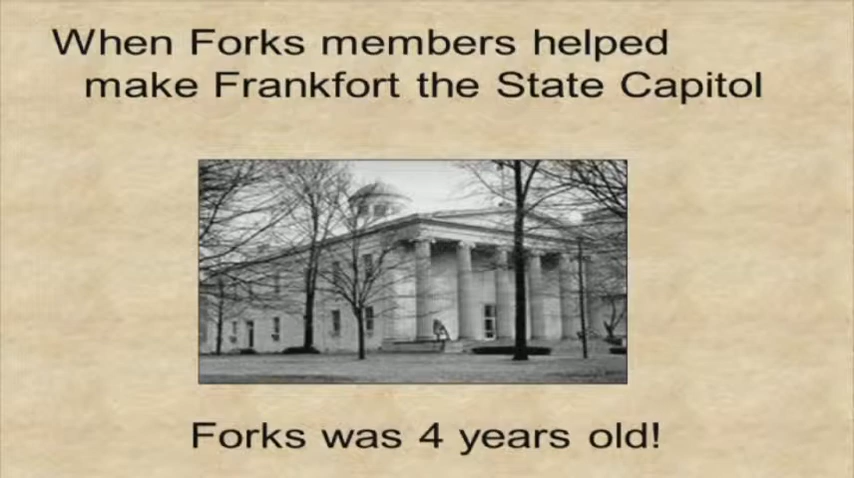 When Forks members helped
make Frankfort the State Capitol
Forks was 4 years old!